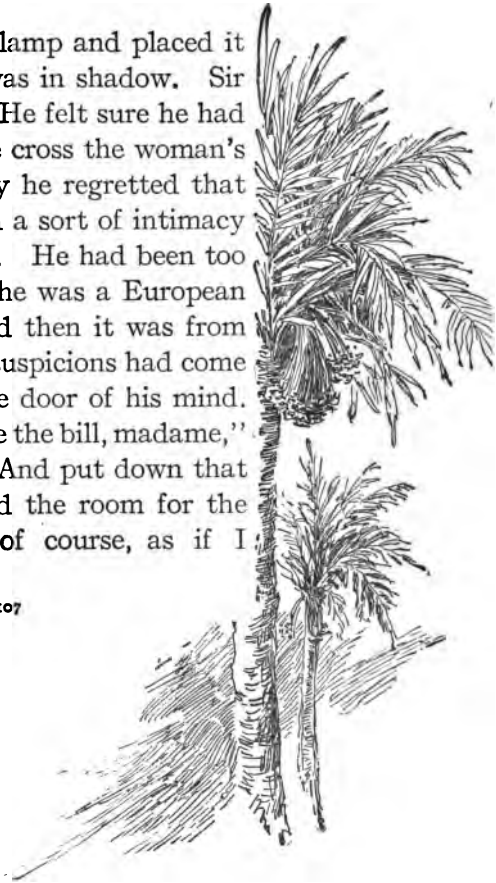 lamp and placed it
was in shadow. Sir
He felt sure he had
cross the woman's
he regretted that
a sort of intimacy
He had been too
he was a European
then it was from
suspicions had come
door of his mind.
the bill, madame,"
And put down that
the room for the
of course, as if I